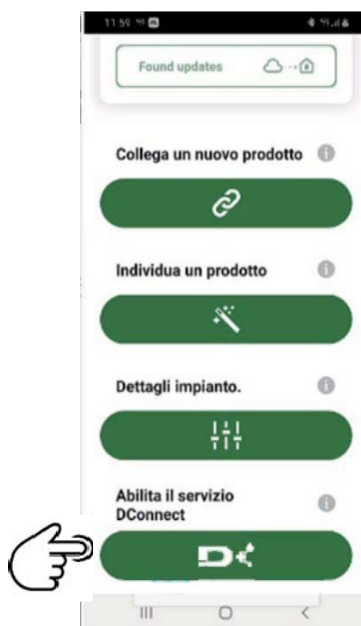 11:59
Found updates
Collega un nuovo prodotto
Individua un prodotto
Dettagli impianto.
Abilita il servizio
DConnect